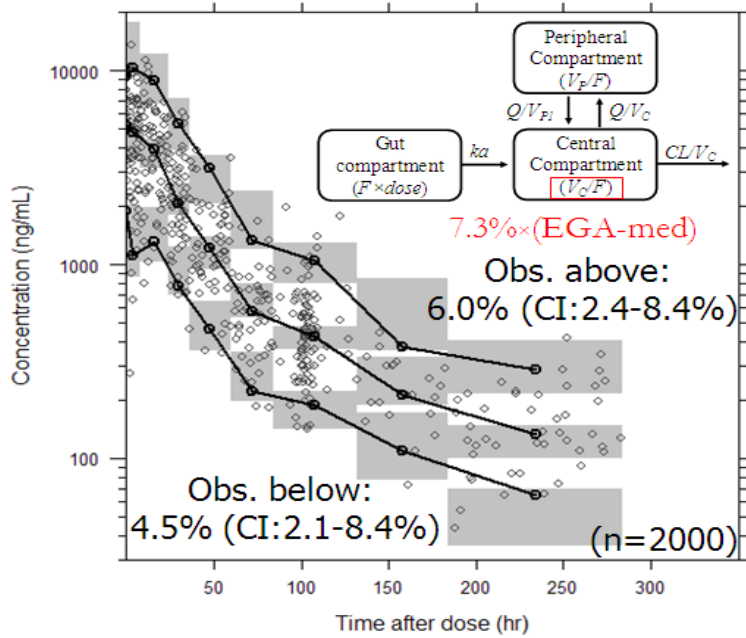 10000
1000
100
Concentration (ng/mL)
Peripheral
Compartment
(VP/F)
Q/VP1
Q/VC
Gut
compartment
(F×dose)
ka
Central
Compartment
(VC/F)
CL/VC
7.3%×(EGA-med)
Obs. above:
6.0% (CI:2.4-8.4%)
Obs. below:
4.5% (CI:2.1-8.4%)
(n=2000)
50
100
150
200
250
300
Time after dose (hr)